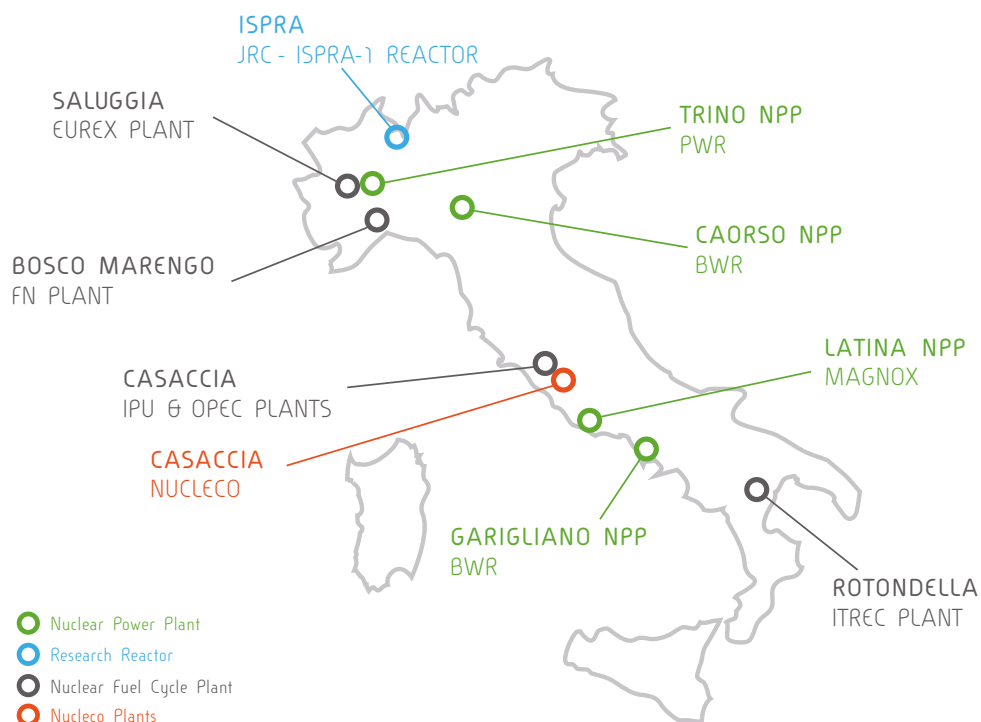 ISPRA
JRC - ISPRA-1 REACTOR
SALUGGIA
EUREX PLANT
TRINO NPP
PWR
CAORSO NPP
BWR
BOSCO MARENGO
FN PLANT
LATINA NPP
MAGNOX
CASACCIA
IPU & OPEC PLANTS
CASACCIA
NUCLECO
GARIGLIANO NPP
BWR
ROTONDELLA
ITREC PLANT
Nuclear Power Plant
Research Reactor
Nuclear Fuel Cycle Plant
Nucleco Plants